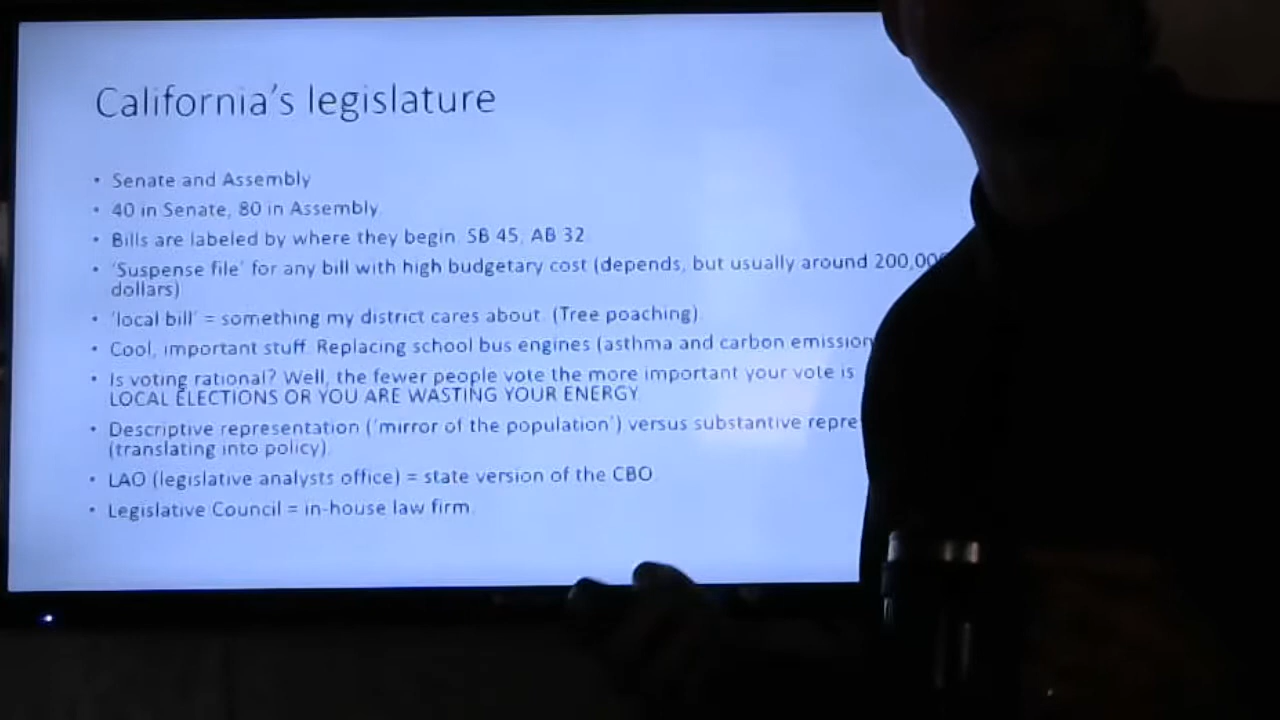 California's legislature
• Senate and Assembly
• 40 in Senate, 80 in Assembly.
• Bills are labeled by where they begin. SB 45, AB 32.
• 'Suspense file' for any bill with high budgetary cost (depends, but usually around 200,000
dollars)
• 'local bill' = something my district cares about. (Tree poaching).
• Cool, important stuff. Replacing school bus engines (asthma and carbon emission
• Is voting rational? Well, the fewer people vote the more important your vote is
LOCAL ELECTIONS OR YOU ARE WASTING YOUR ENERGY.
• Descriptive representation ('mirror of the population') versus substantive repre
(translating into policy).
• LAO (legislative analysts office) = state version of the CBO.
• Legislative Council = in-house law firm.